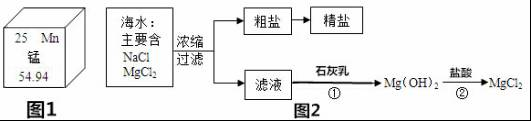 25 Mn
锰
54.94
图1
海水：
主要含
NaCl
MgCl₂
浓缩
过滤
粗盐
精盐
滤液
石灰乳
①
Mg(OH)₂
盐酸
②
MgCl₂
图2